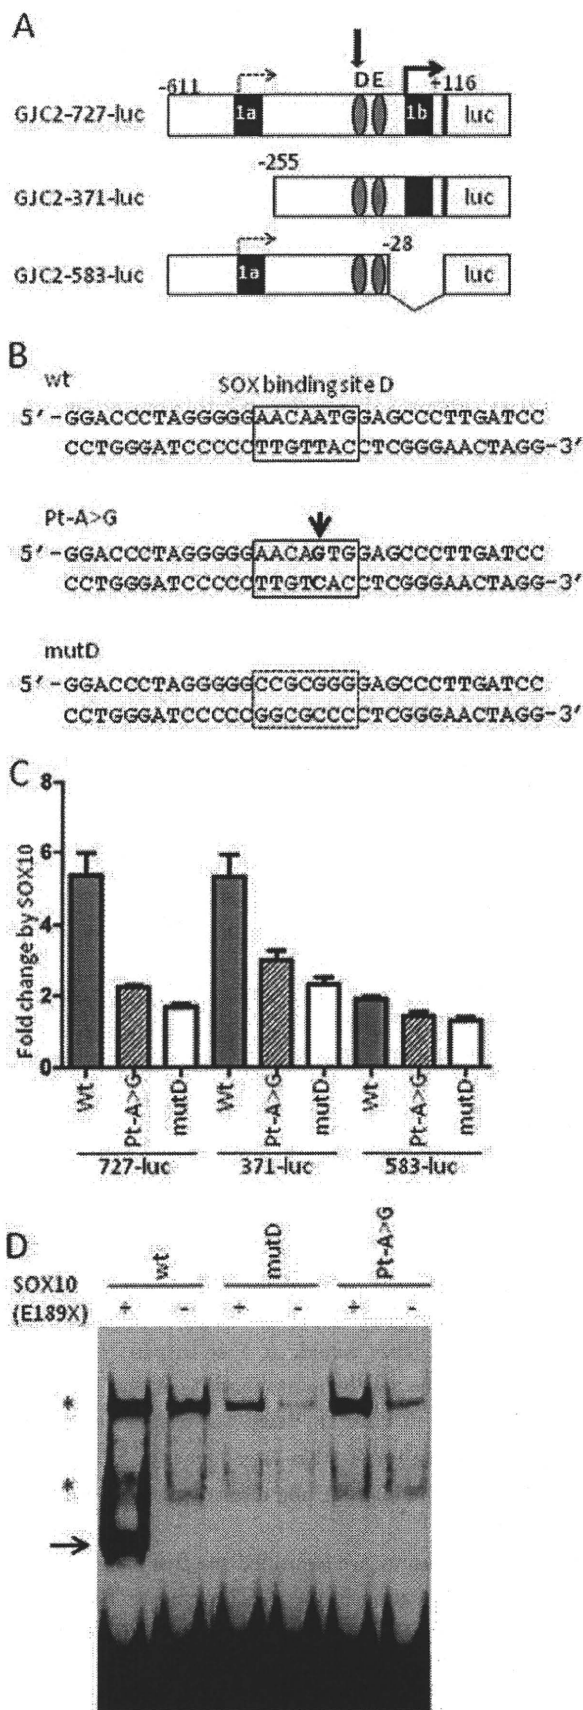 A
-611
D E
+116
GJC2-727-luc
1a
1b
luc
-255
GJC2-371-luc
luc
-28
GJC2-583-luc
1a
luc
B
wt
SOX binding site D
5′-GGACCCTAGGGGGAACAATGGAGCCCTTGATCC
CCTGGGATCCCCCTTGTTACCTCGGGAACTAGG-3′
Pt-A>G
5′-GGACCCTAGGGGGAACAGTGGAGCCCTTGATCC
CCTGGGATCCCCCTTGTCACCTCGGGAACTAGG-3′
mutD
5′-GGACCCTAGGGGGCCGCGGGGAGCCCTTGATCC
CCTGGGATCCCCCGGCGCCCCTCGGGAACTAGG-3′
C
Fold change by SOX10
8
6
4
2
0
Wt
Pt-A>G
mutD
Wt
Pt-A>G
mutD
Wt
Pt-A>G
mutD
727-luc
371-luc
583-luc
D
wt
mutD
Pt-A>G
SOX10
(E189X)
+ - + - + -
*
*